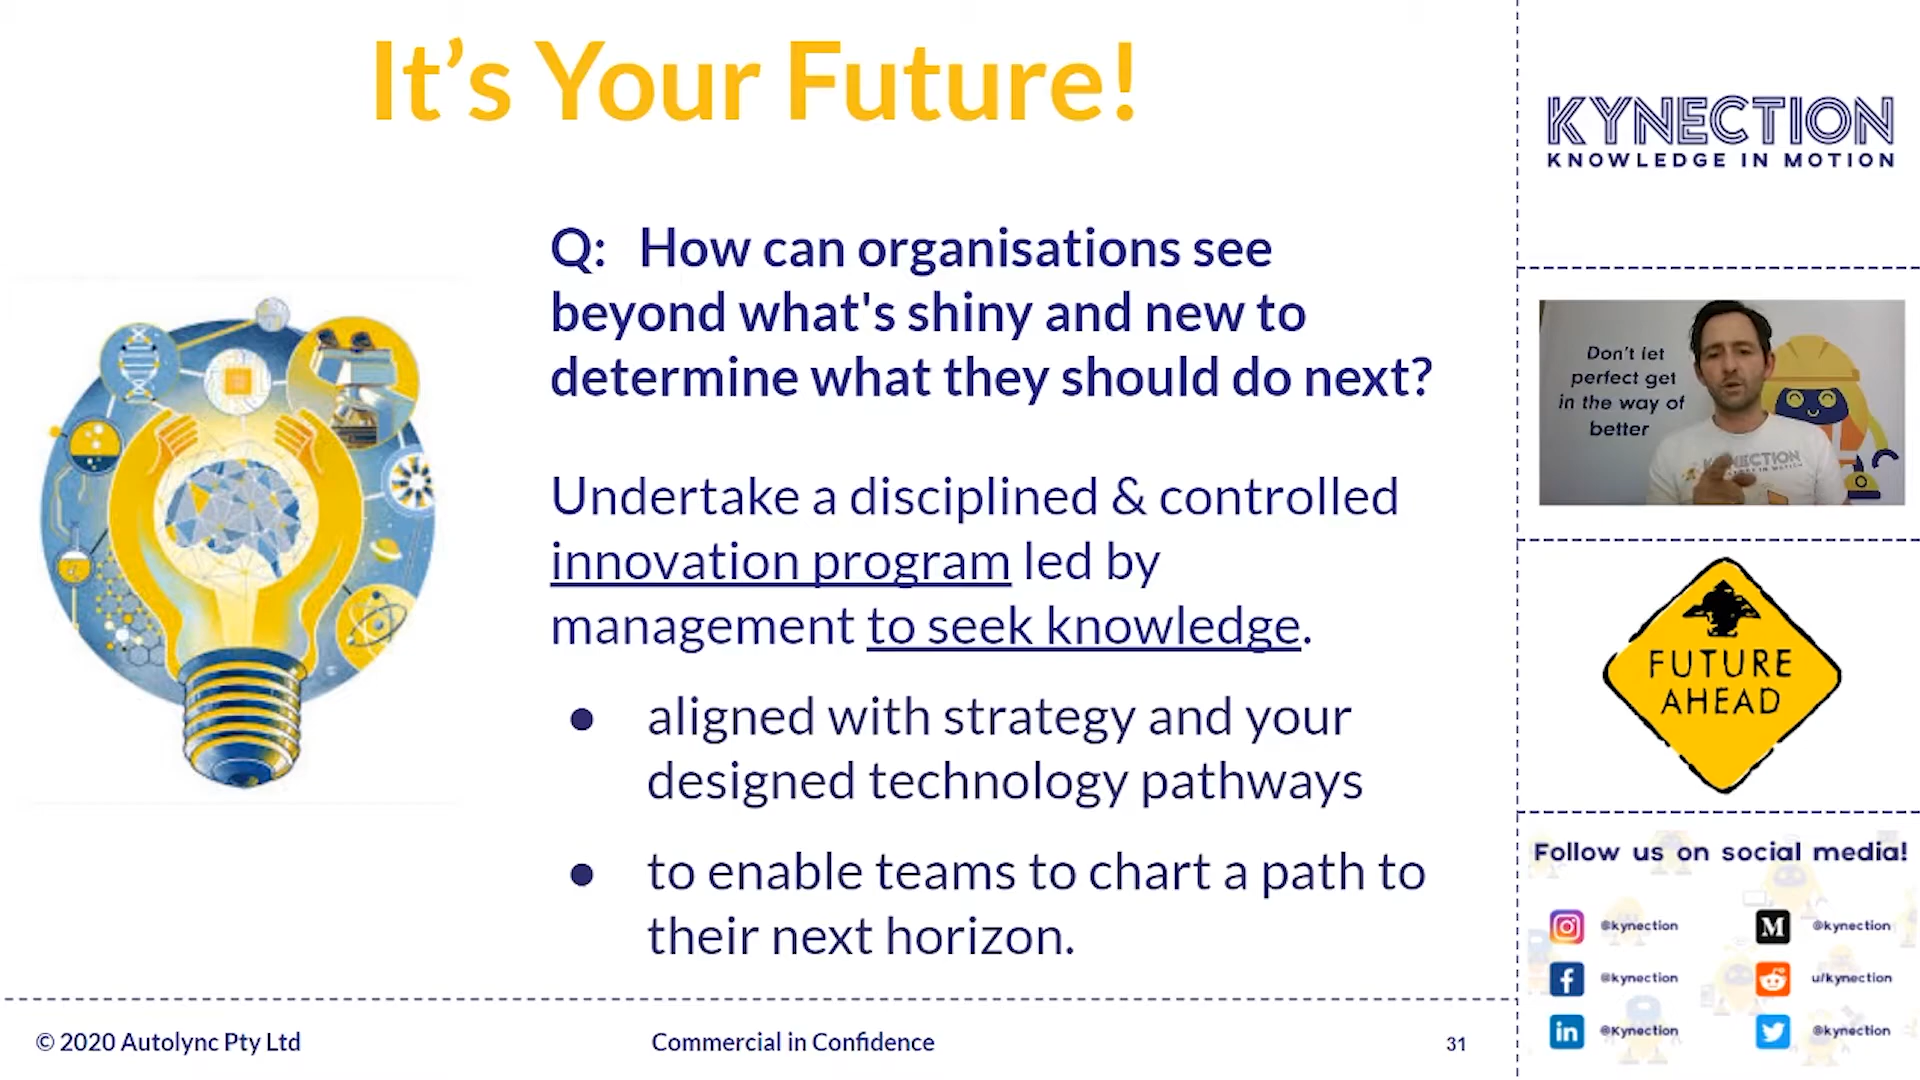 It's Your Future!
Q: How can organisations see
beyond what's shiny and new to
determine what they should do next?
Undertake a disciplined & controlled
innovation program led by
management to seek knowledge.
● aligned with strategy and your
designed technology pathways
● to enable teams to chart a path to
their next horizon.
© 2020 Autolync Pty Ltd
Commercial in Confidence
31
KYNECTION
KNOWLEDGE IN MOTION
Don't let
perfect get
in the way of
better
KYNECTION
FUTURE
AHEAD
Follow us on social media!
@kynection
@kynection
@kynection
u/kynection
@Kynection
@kynection